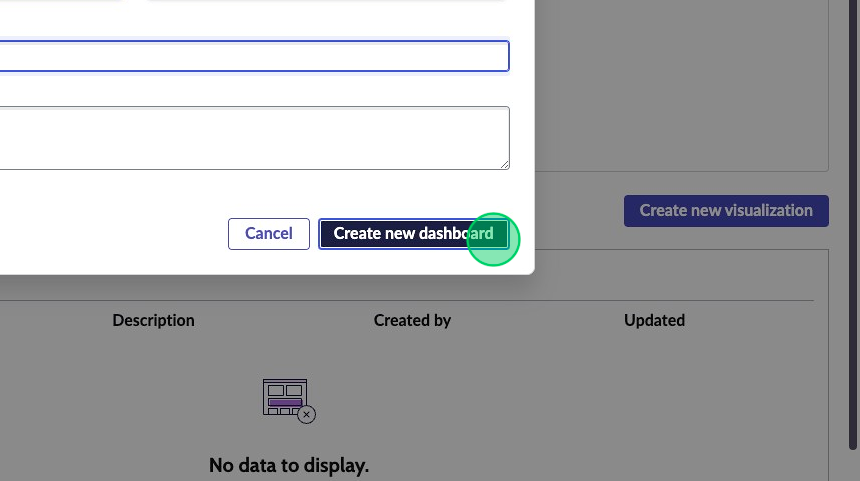 Create new visualization
Cancel
Create new dashboard
Description
Created by
Updated
No data to display.